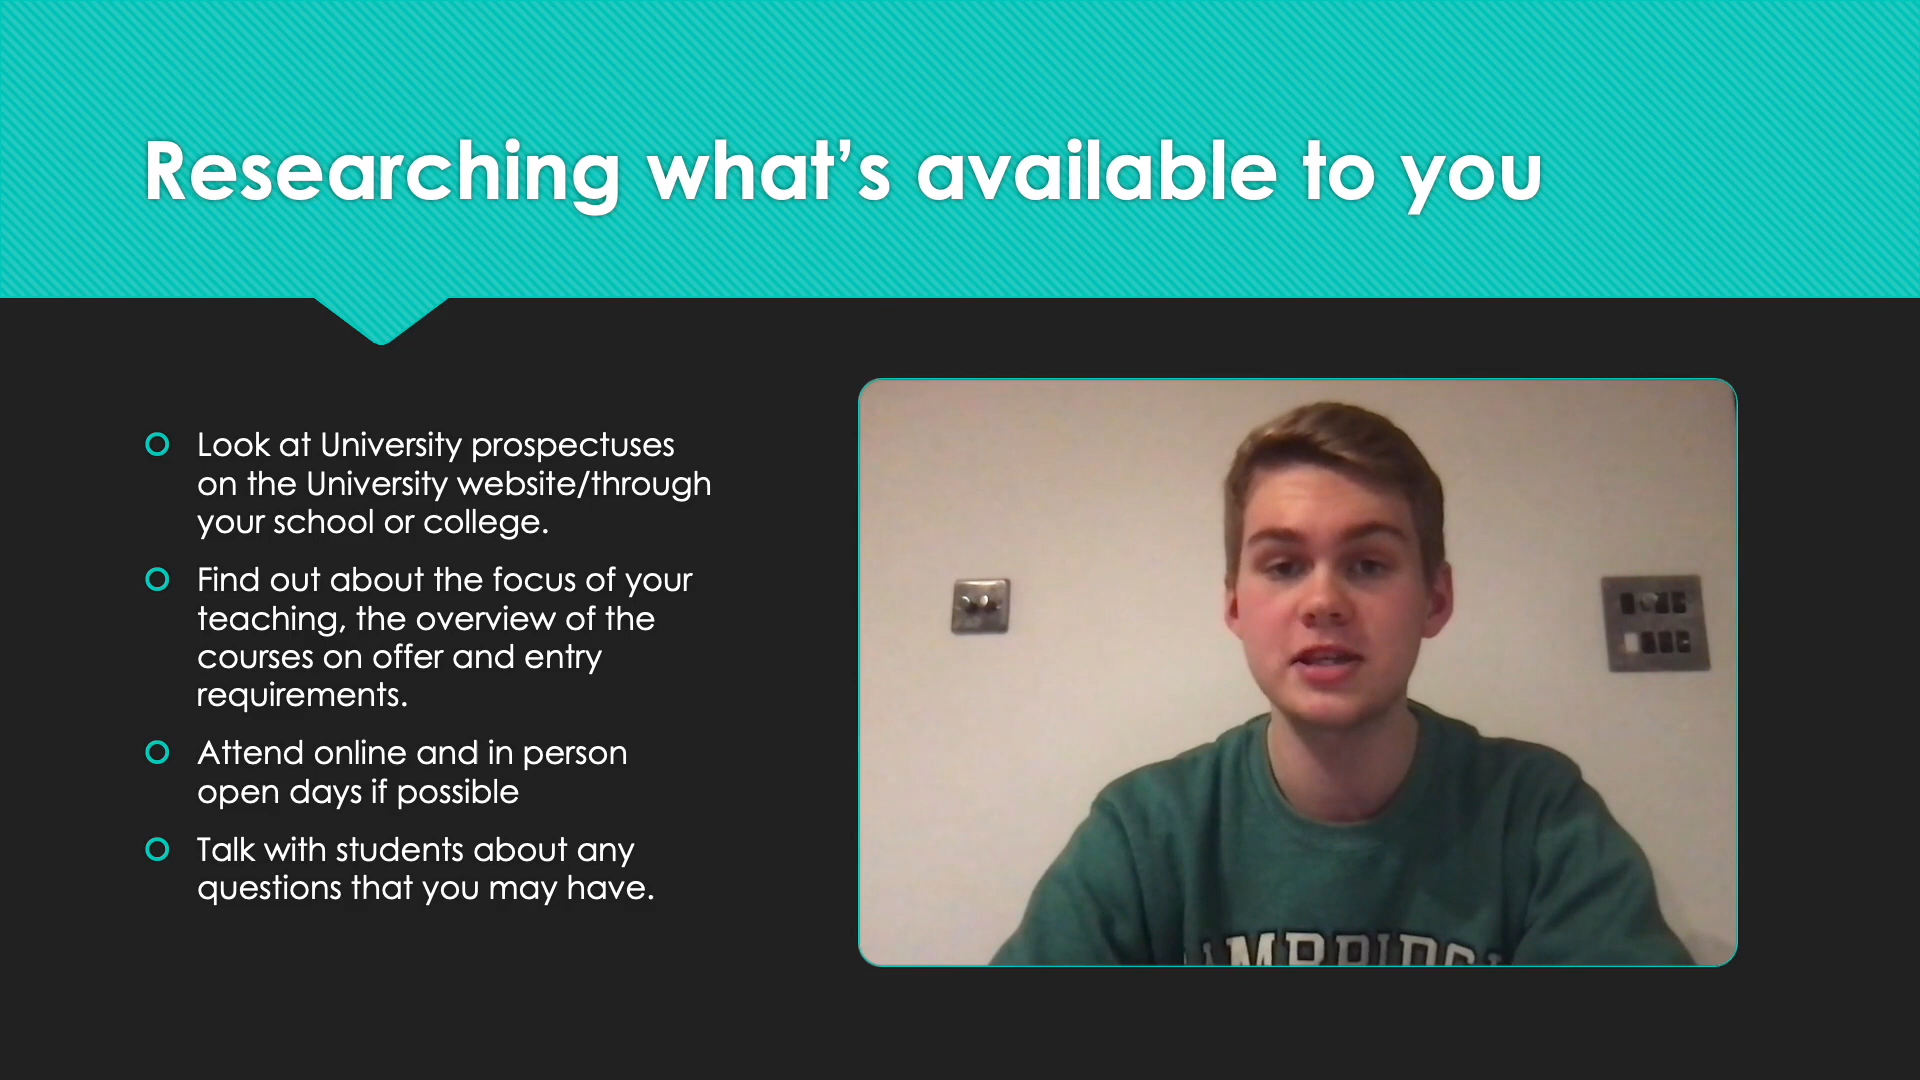 Researching what’s available to you
Look at University prospectuses
on the University website/through
your school or college.
Find out about the focus of your
teaching, the overview of the
courses on offer and entry
requirements.
Attend online and in person
open days if possible
Talk with students about any
questions that you may have.
AMBRIDG